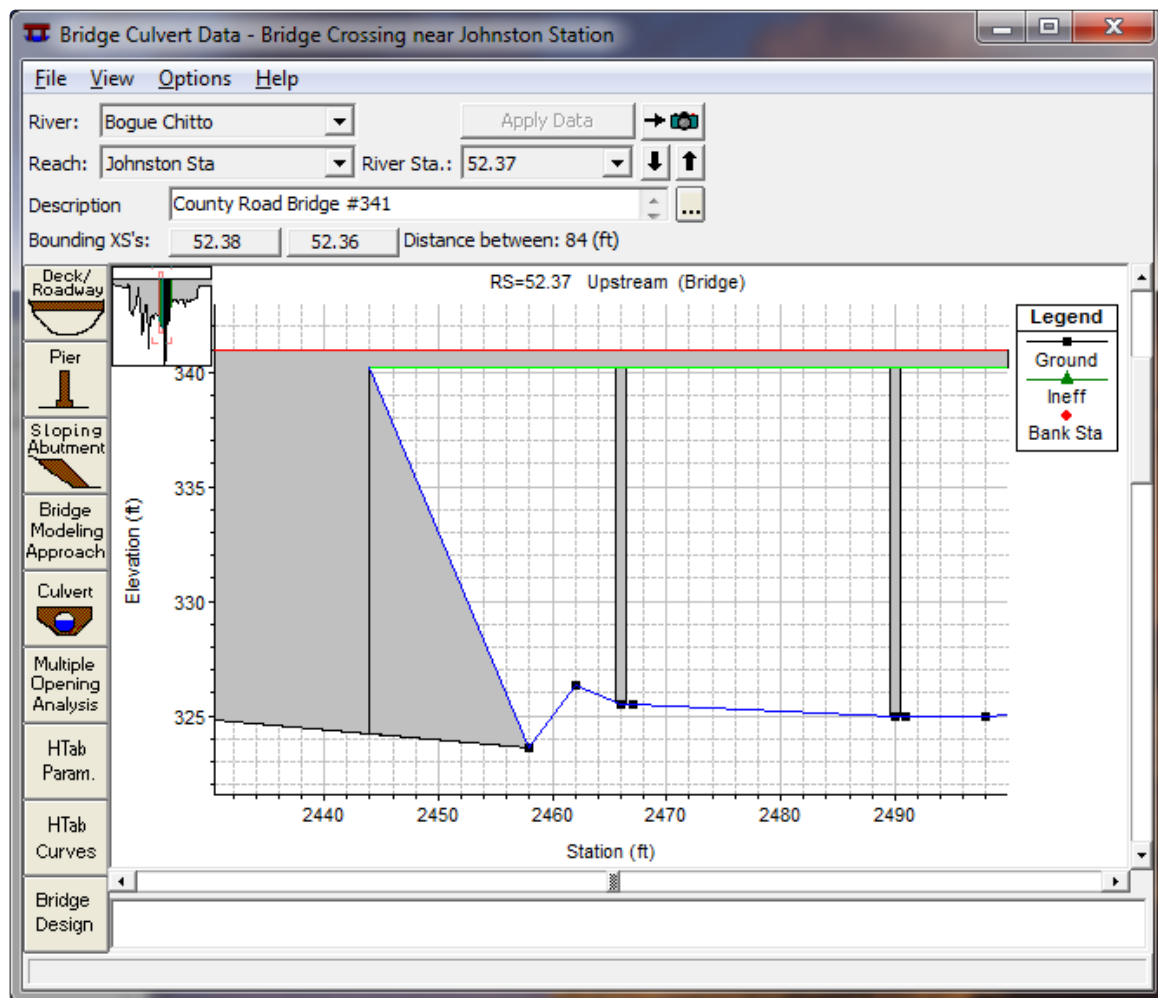 Bridge Culvert Data - Bridge Crossing near Johnston Station
File View Options Help
River: Bogue Chitto Apply Data
Reach: Johnston Sta River Sta.: 52.37
Description County Road Bridge #341 ...
Bounding XS's: 52.38 52.36 Distance between: 84 (ft)
Deck/
Roadway
Pier
Sloping
Abutment
Bridge
Modeling
Approach
Culvert
Multiple
Opening
Analysis
HTab
Param.
HTab
Curves
Bridge
Design
RS=52.37 Upstream (Bridge)
340
335
330
325
Elevation (ft)
2440 2450 2460 2470 2480 2490
Station (ft)
Legend
Ground
Ineff
Bank Sta